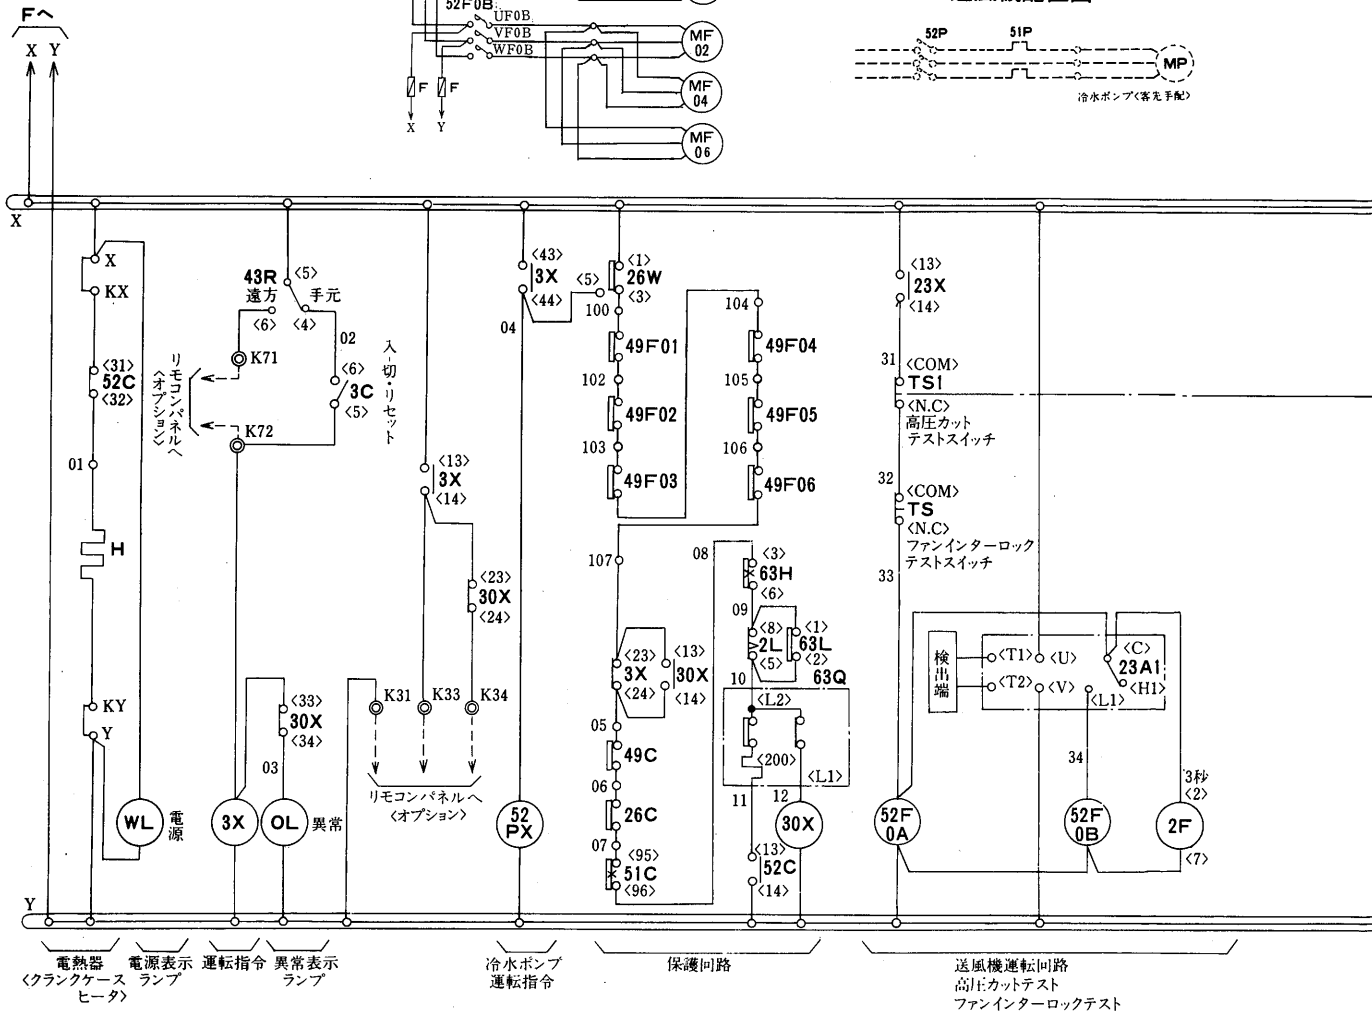 Fへ
X Y
52F0B
UF0B
VF0B
WF0B
MF
02
F F
X Y
MF
04
MF
06
52P 51P
MP
冷水ポンプ〈客先手配〉
X
X
KX
〈31〉
52C
〈32〉
01
H
KY
Y
WL
電源
43R
遠方
〈5〉
手元
〈6〉
〈4〉
02
K71
リモコンパネルへ
〈オプション〉
〈6〉
3C
〈5〉
入-切・リセット
K72
〈33〉
30X
〈34〉
03
3X
OL
異常
〈13〉
3X
〈14〉
〈23〉
30X
〈24〉
K31 K33 K34
リモコンパネルへ
〈オプション〉
〈43〉
3X
〈44〉
〈5〉
04
52
PX
〈1〉
26W
〈3〉
100
49F01
102
49F02
103
49F03
104
49F04
105
49F05
106
49F06
107
〈23〉
3X
〈24〉
〈13〉
30X
〈14〉
05
49C
06
26C
07
〈95〉
51C
〈96〉
08
〈3〉
63H
〈6〉
09
〈8〉
2L
〈5〉
〈1〉
63L
〈2〉
10
63Q
〈L2〉
〈200〉
〈L1〉
11
12
30X
〈13〉
52C
〈14〉
〈13〉
23X
〈14〉
31
〈COM〉
TS1
〈N.C〉
高圧カット
テストスイッチ
32
〈COM〉
TS
〈N.C〉
ファンインターロック
テストスイッチ
33
検出端
〈T1〉
〈U〉
〈C〉
23A1
〈T2〉
〈V〉
〈H1〉
〈L1〉
34
3秒
〈2〉
52F
0A
52F
0B
2F
〈7〉
Y
電熱器
〈クランクケース
ヒータ〉
電源表示
ランプ
運転指令
異常表示
ランプ
冷水ポンプ
運転指令
保護回路
送風機運転回路
高圧カットテスト
ファンインターロックテスト